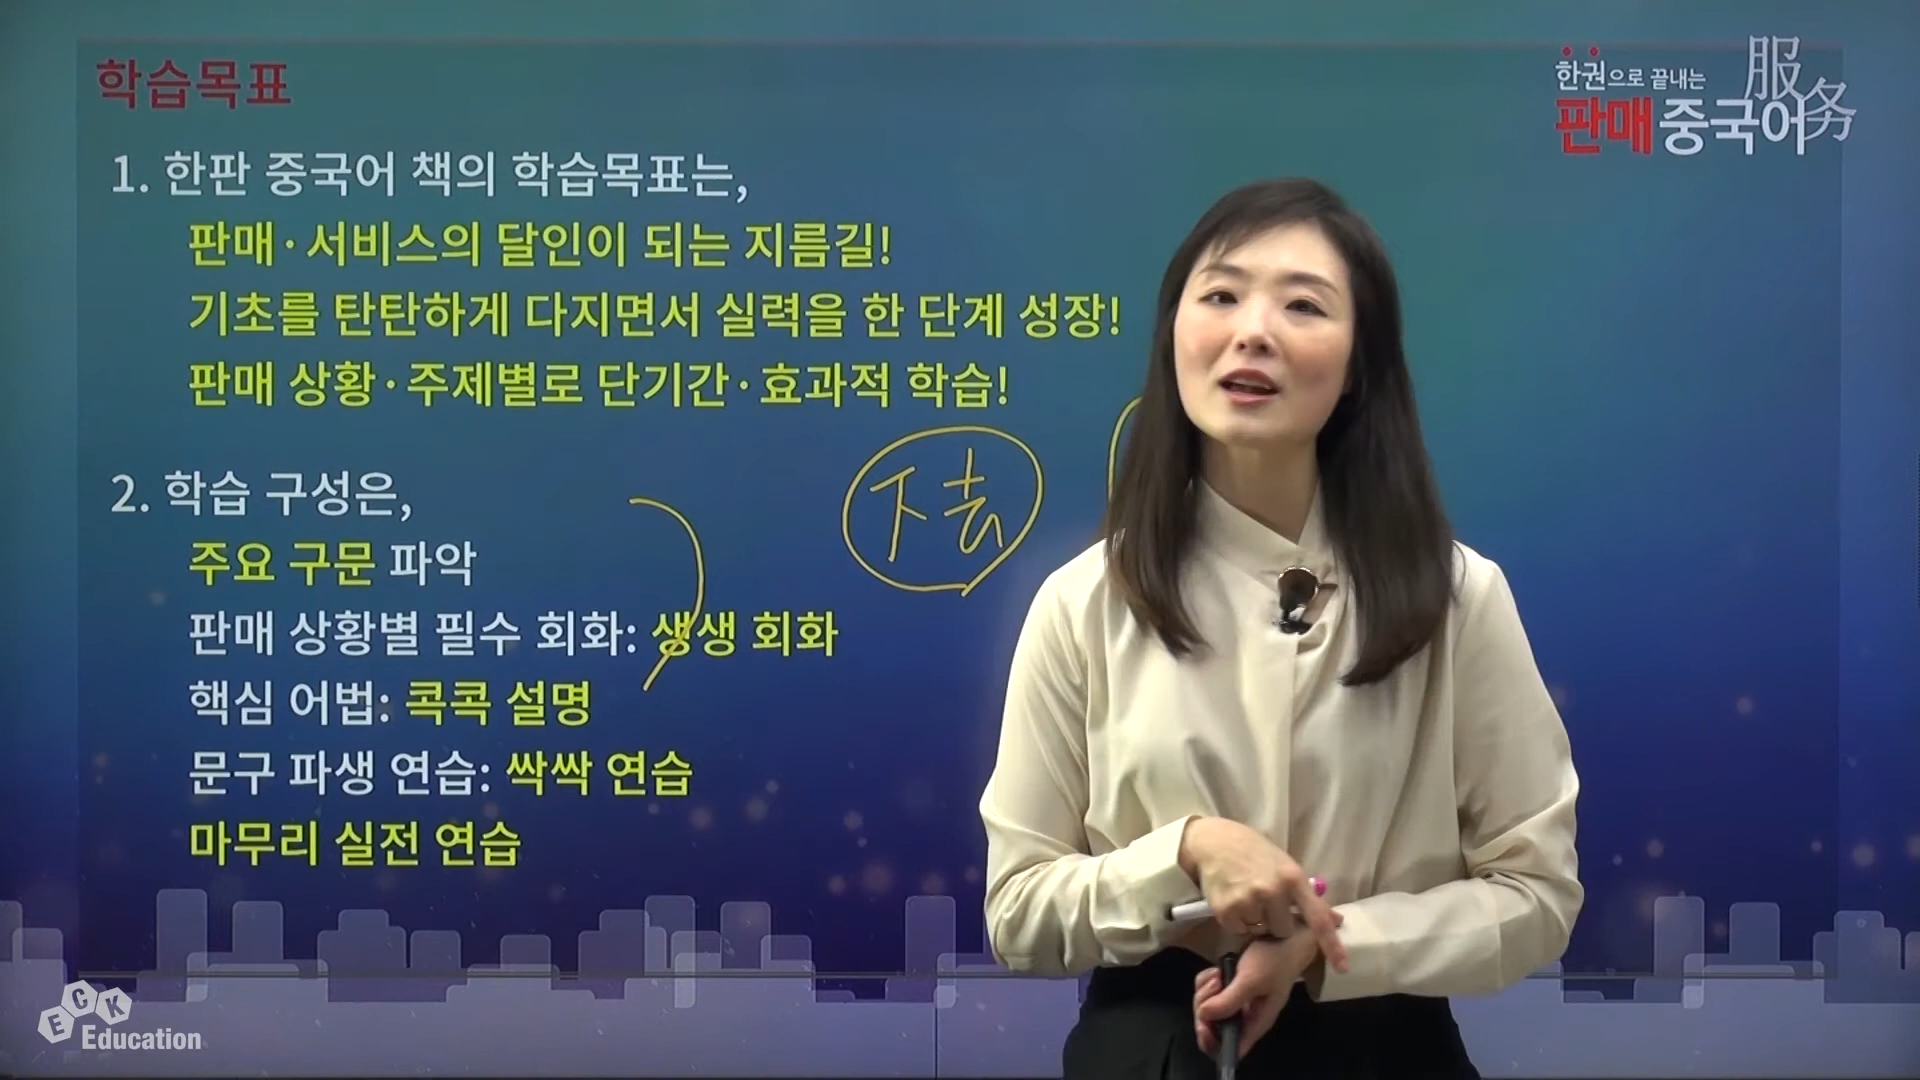 학습목표
한권으로 끝내는
판매 중국어
服务
1. 한판 중국어 책의 학습목표는,
판매·서비스의 달인이 되는 지름길!
기초를 탄탄하게 다지면서 실력을 한 단계 성장!
판매 상황·주제별로 단기간·효과적 학습!
下去
2. 학습 구성은,
주요 구문 파악
판매 상황별 필수 회화: 생생 회화
핵심 어법: 콕콕 설명
문구 파생 연습: 싹싹 연습
마무리 실전 연습
ECK
Education